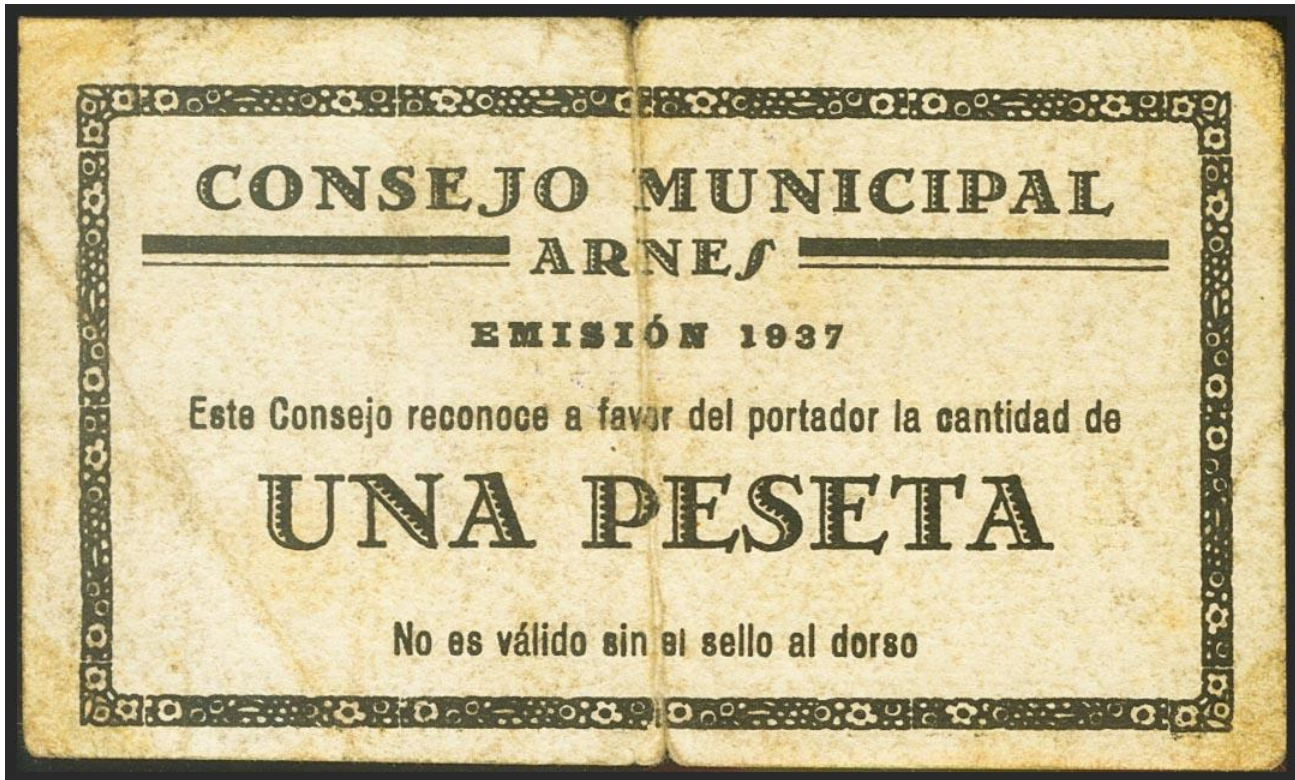 CONSEJO MUNICIPAL
ARNES
EMISIÓN 1937
Este Consejo reconoce a favor del portador la cantidad de
UNA PESETA
No es válido sin el sello al dorso